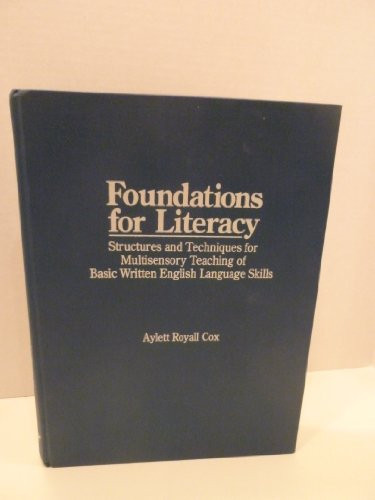 Foundations
for Literacy
Structures and Techniques for
Multisensory Teaching of
Basic Written English Language Skills
Aylett Royall Cox